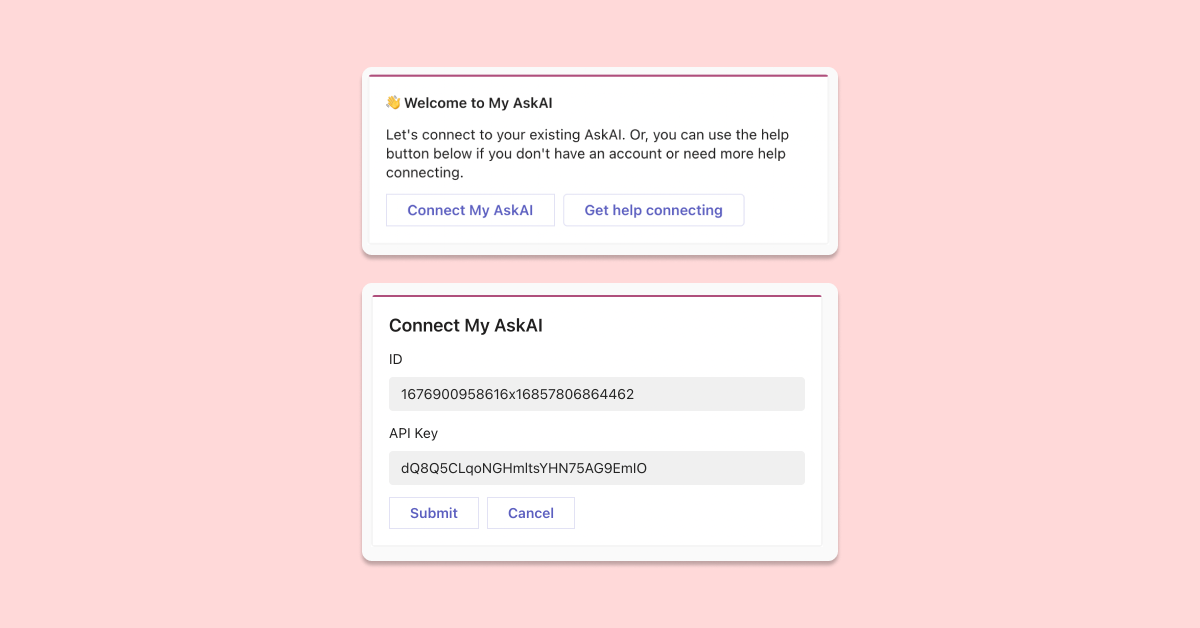 👋 Welcome to My AskAI
Let's connect to your existing AskAI. Or, you can use the help
button below if you don't have an account or need more help
connecting.
Connect My AskAI Get help connecting
Connect My AskAI
ID
1676900958616x16857806864462
API Key
dQ8Q5CLqoNGHmltsYHN75AG9EmlO
Submit Cancel